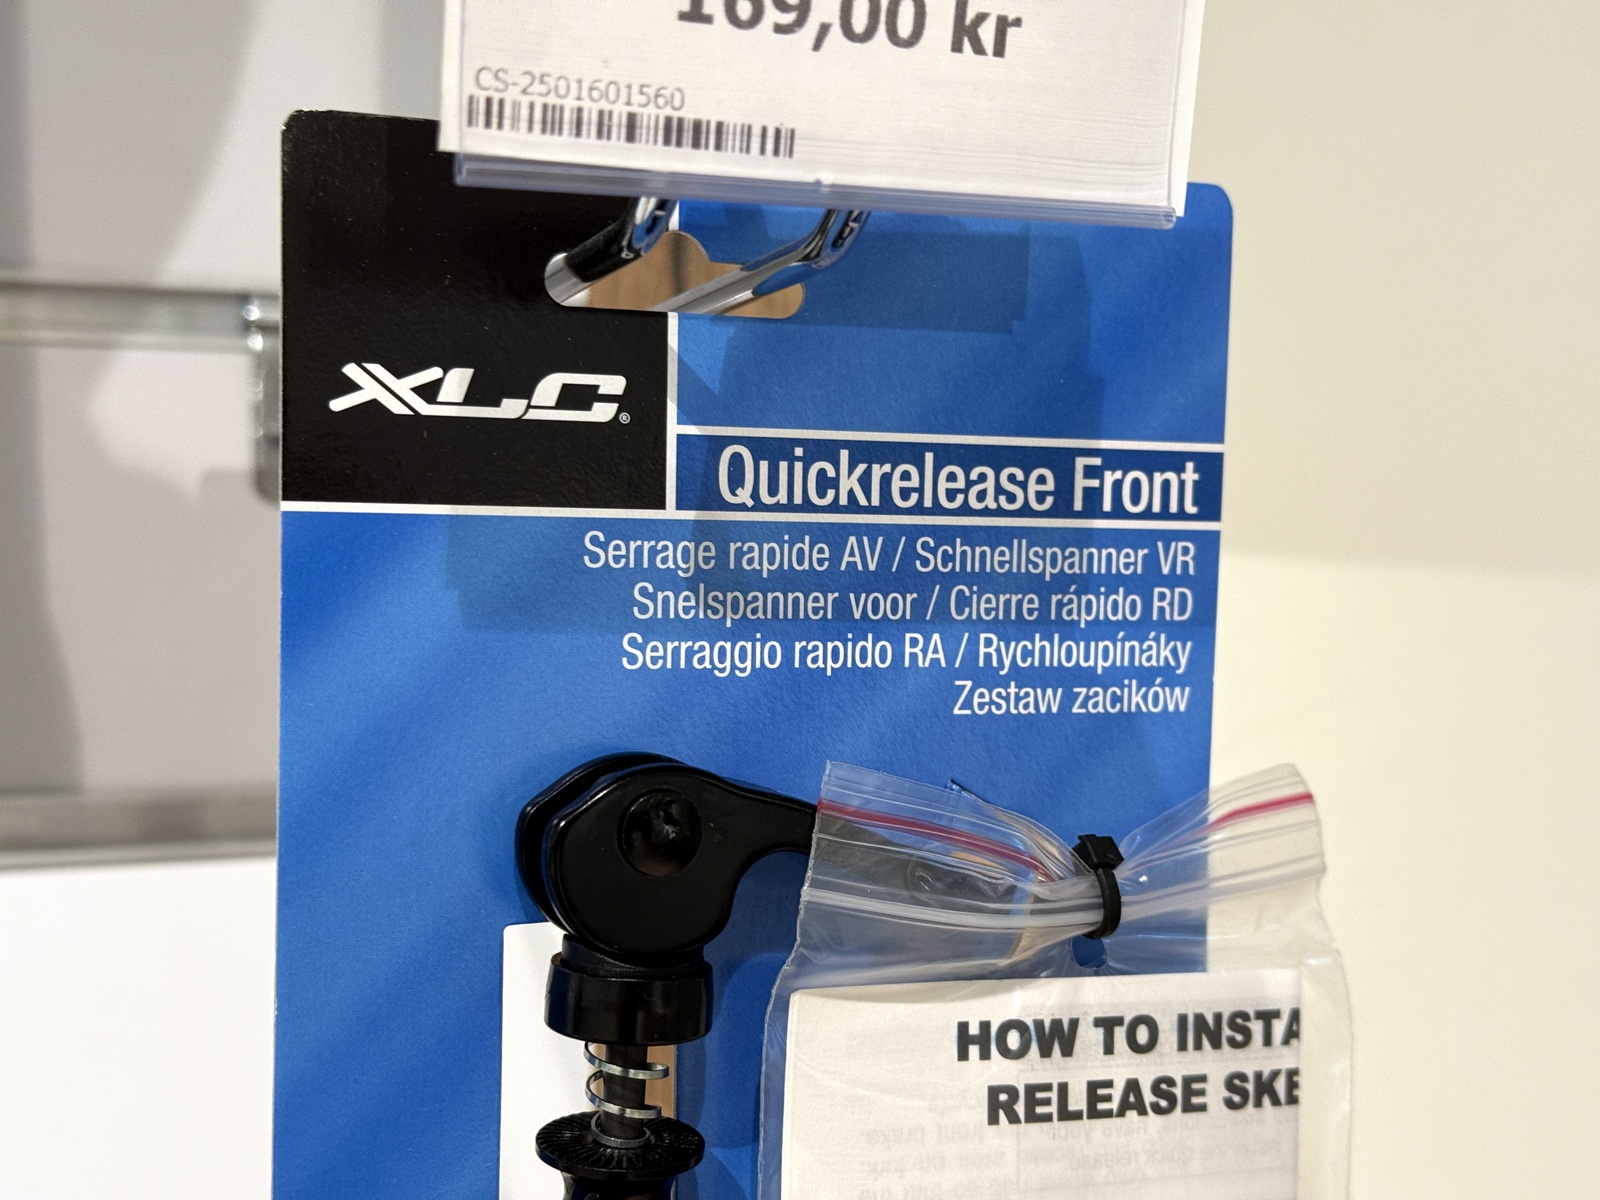 169,00 kr
CS-2501601560
XLC®
Quickrelease Front
Serrage rapide AV / Schnellspanner VR
Snelspanner voor / Cierre rápido RD
Serraggio rapido RA / Rychloupínáky
Zestaw zacików
HOW TO INSTA
RELEASE SKE